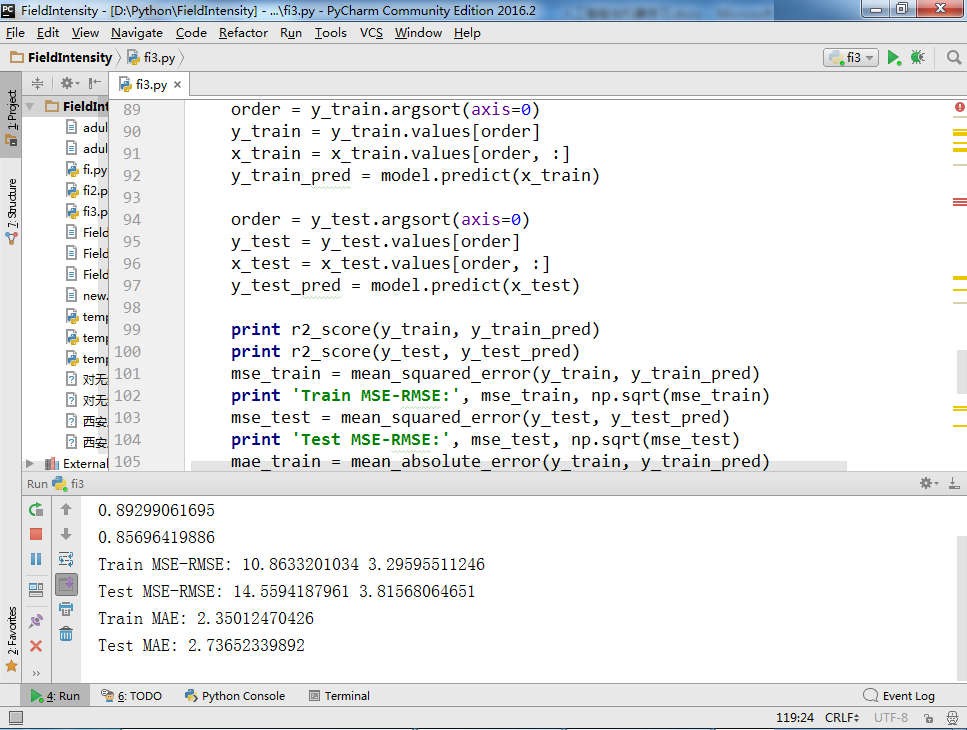 FieldIntensity - [D:\Python\FieldIntensity] - ...\fi3.py - PyCharm Community Edition 2016.2
File Edit View Navigate Code Refactor Run Tools VCS Window Help
FieldIntensity fi3.py fi3
fi3.py
1: Project
7: Structure
2: Favorites
FieldInt
adul
adul
fi.py
fi2.p
fi3.p
Field
Field
Field
new.
temp
temp
temp
对无
对无
西安
西安
External
89 order = y_train.argsort(axis=0)
90 y_train = y_train.values[order]
91 x_train = x_train.values[order, :]
92 y_train_pred = model.predict(x_train)
93
94 order = y_test.argsort(axis=0)
95 y_test = y_test.values[order]
96 x_test = x_test.values[order, :]
97 y_test_pred = model.predict(x_test)
98
99 print r2_score(y_train, y_train_pred)
100 print r2_score(y_test, y_test_pred)
101 mse_train = mean_squared_error(y_train, y_train_pred)
102 print 'Train MSE-RMSE:', mse_train, np.sqrt(mse_train)
103 mse_test = mean_squared_error(y_test, y_test_pred)
104 print 'Test MSE-RMSE:', mse_test, np.sqrt(mse_test)
105 mae_train = mean_absolute_error(y_train, y_train_pred)
Run fi3
0.89299061695
0.85696419886
Train MSE-RMSE: 10.8633201034 3.29595511246
Test MSE-RMSE: 14.5594187961 3.81568064651
Train MAE: 2.35012470426
Test MAE: 2.73652339892
4: Run 6: TODO Python Console Terminal Event Log
119:24 CRLF UTF-8